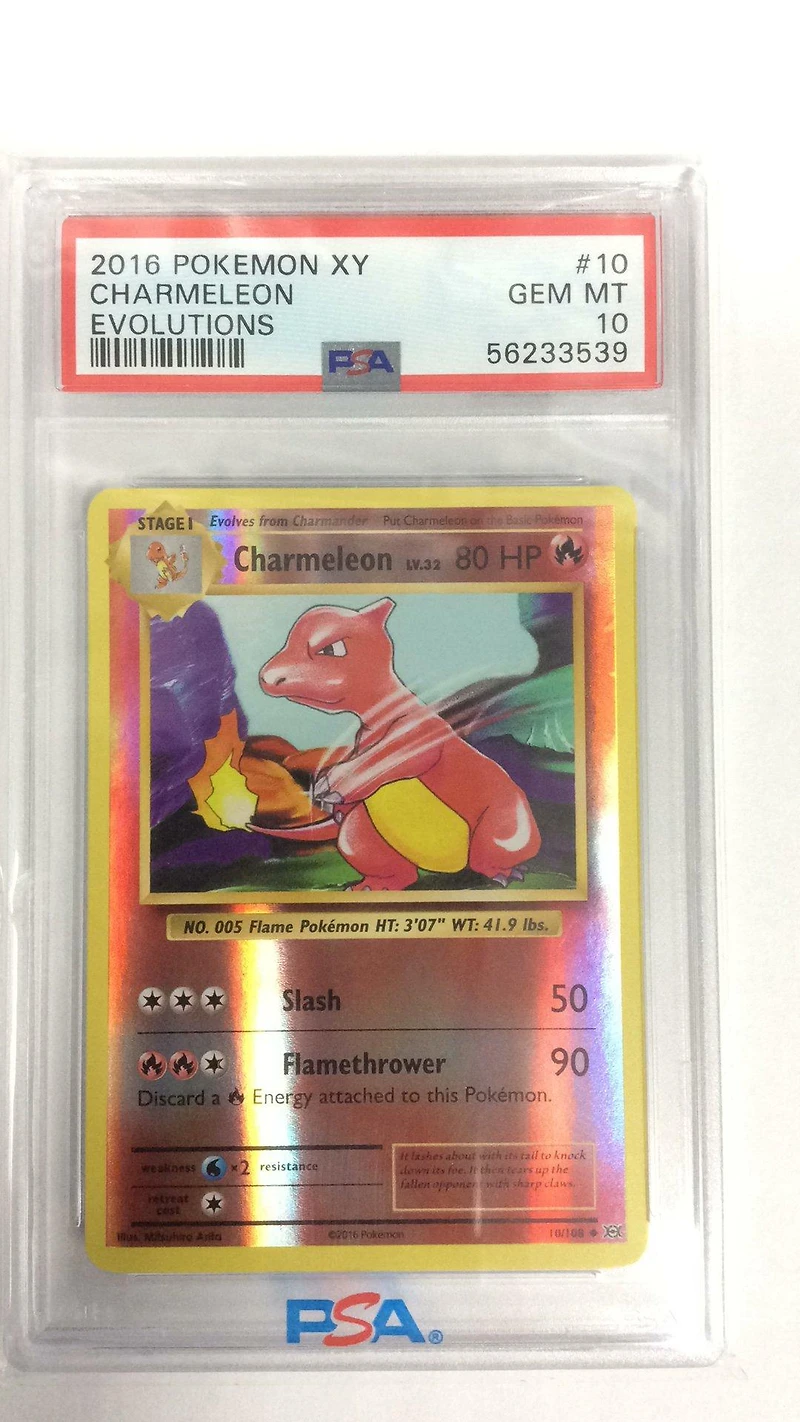 2016 POKEMON XY #10
CHARMELEON GEM MT
EVOLUTIONS 10
PSA 56233539
STAGE 1 Evolves from Charmander Put Charmeleon on the Basic Pokémon
Charmeleon LV.32 80 HP
NO. 005 Flame Pokémon HT: 3'07" WT: 41.9 lbs.
Slash 50
Flamethrower 90
Discard a Energy attached to this Pokémon.
weakness ×2 resistance
retreat
cost
It lashes about with its tail to knock
down its foe. It then tears up the
fallen opponent with sharp claws.
Illus. Mitsuhiro Arita ©2016 Pokémon 10/108
PSA®